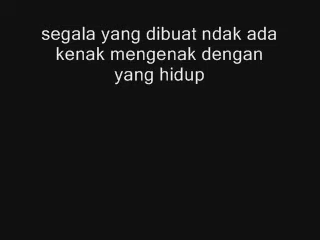 segala yang dibuat ndak ada
kenak mengenak dengan
yang hidup